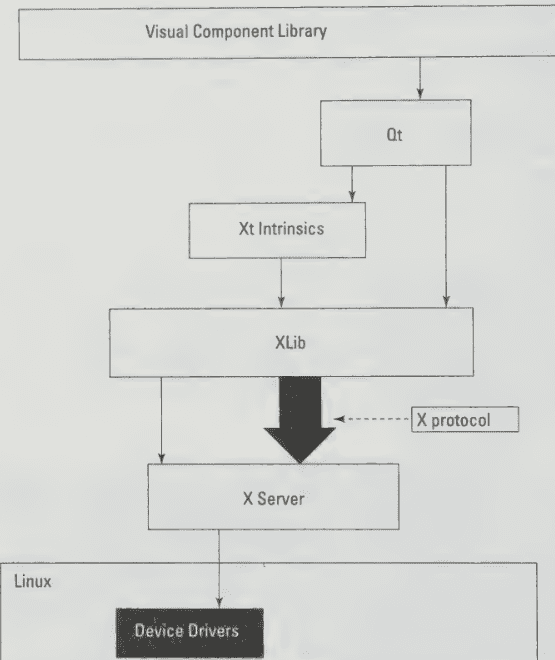 Visual Component Library
Qt
Xt Intrinsics
XLib
X protocol
X Server
Linux
Device Drivers